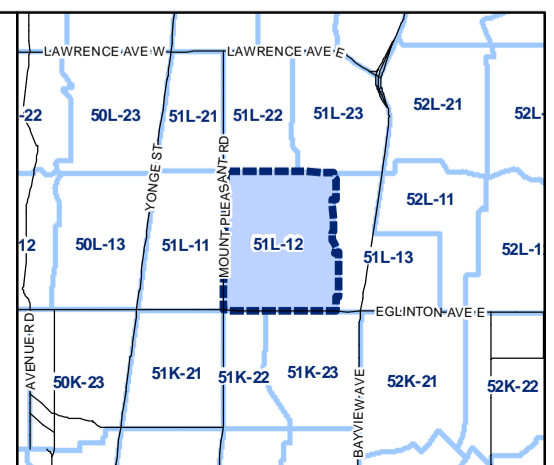 LAWRENCE AVE W
LAWRENCE AVE E
-22
50L-23
51L-21
51L-22
51L-23
52L-21
52L-
YONGE ST
MOUNT PLEASANT RD
12
50L-13
51L-11
51L-12
51L-13
52L-11
52L-1
EGLINTON AVE E
AVENUE RD
50K-23
51K-21
51K-22
51K-23
BAYVIEW AVE
52K-21
52K-22